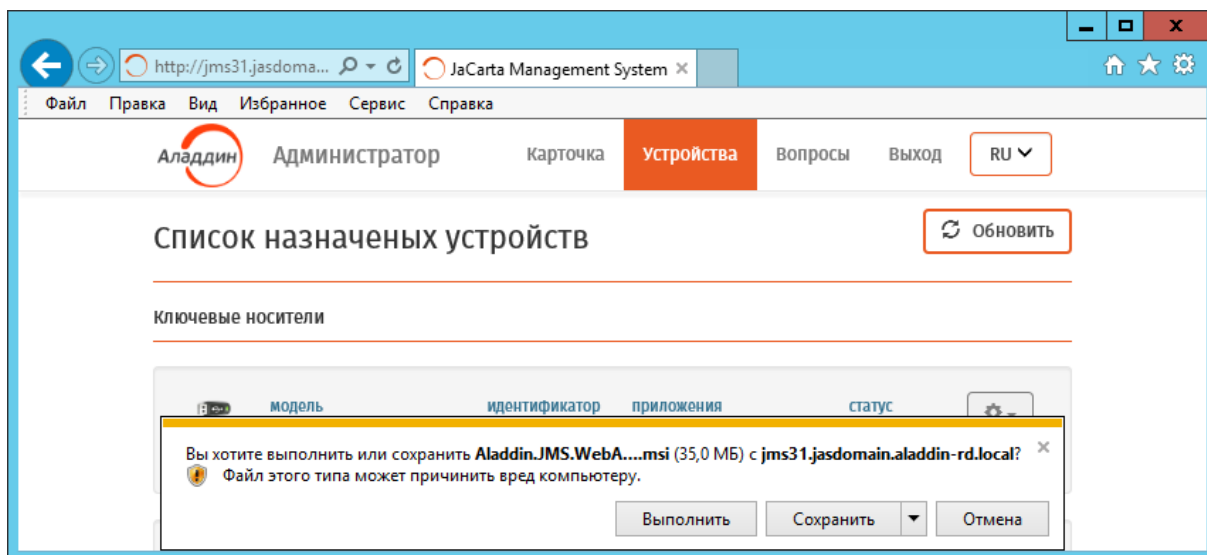 http://jms31.jasdoma...
JaCarta Management System
Файл Правка Вид Избранное Сервис Справка
Аладдин Администратор Карточка Устройства Вопросы Выход RU
Список назначеных устройств
Обновить
Ключевые носители
модель идентификатор приложения статус
Вы хотите выполнить или сохранить Aladdin.JMS.WebA....msi (35,0 МБ) с jms31.jasdomain.aladdin-rd.local?
Файл этого типа может причинить вред компьютеру.
Выполнить Сохранить Отмена